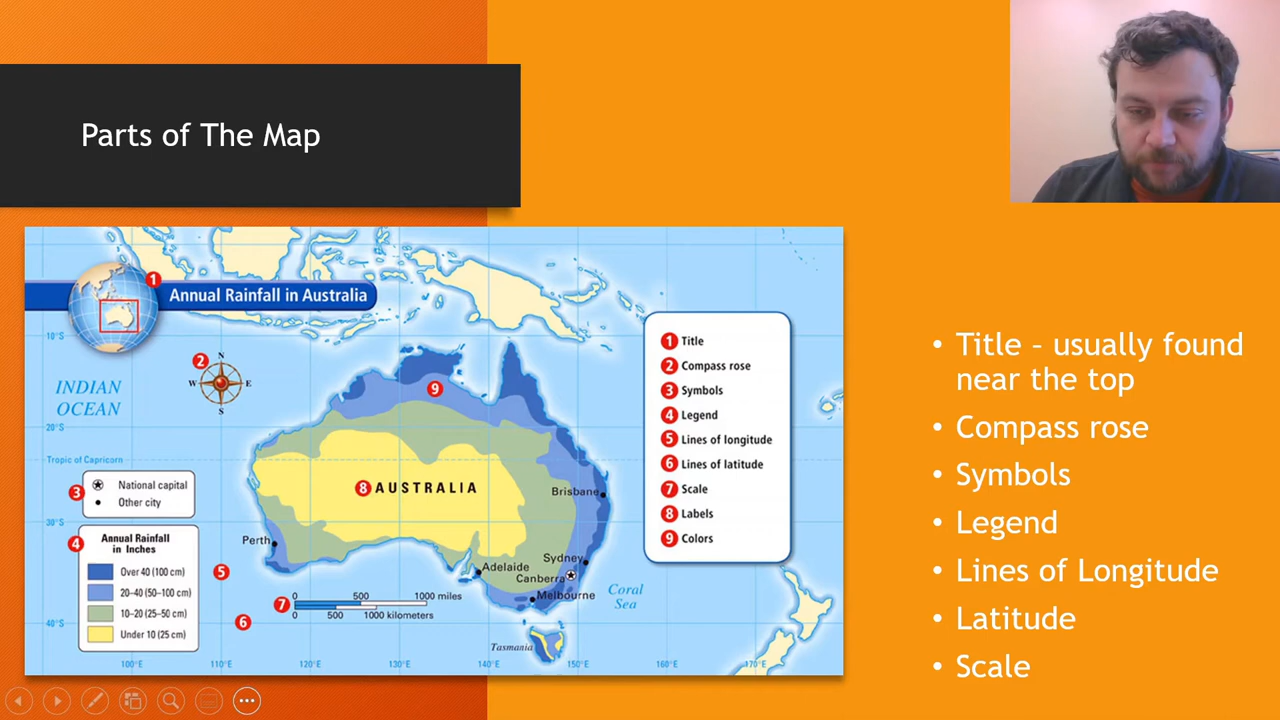 Parts of The Map
1
Annual Rainfall in Australia
10°S
2
N
W
E
S
INDIAN
OCEAN
9
20°S
Tropic of Capricorn
3
National capital
Other city
8 AUSTRALIA
Brisbane
30°S
4
Annual Rainfall
in Inches
Over 40 (100 cm)
20-40 (50–100 cm)
10–20 (25–50 cm)
Under 10 (25 cm)
Perth
5
Adelaide
Sydney
Canberra
Melbourne
Coral
Sea
7
0
500
1000 miles
0
500
1000 kilometers
6
40°S
Tasmania
100°E
110°E
120°E
130°E
140°E
150°E
160°E
170°E
1 Title
2 Compass rose
3 Symbols
4 Legend
5 Lines of longitude
6 Lines of latitude
7 Scale
8 Labels
9 Colors
• Title – usually found
near the top
• Compass rose
• Symbols
• Legend
• Lines of Longitude
• Latitude
• Scale